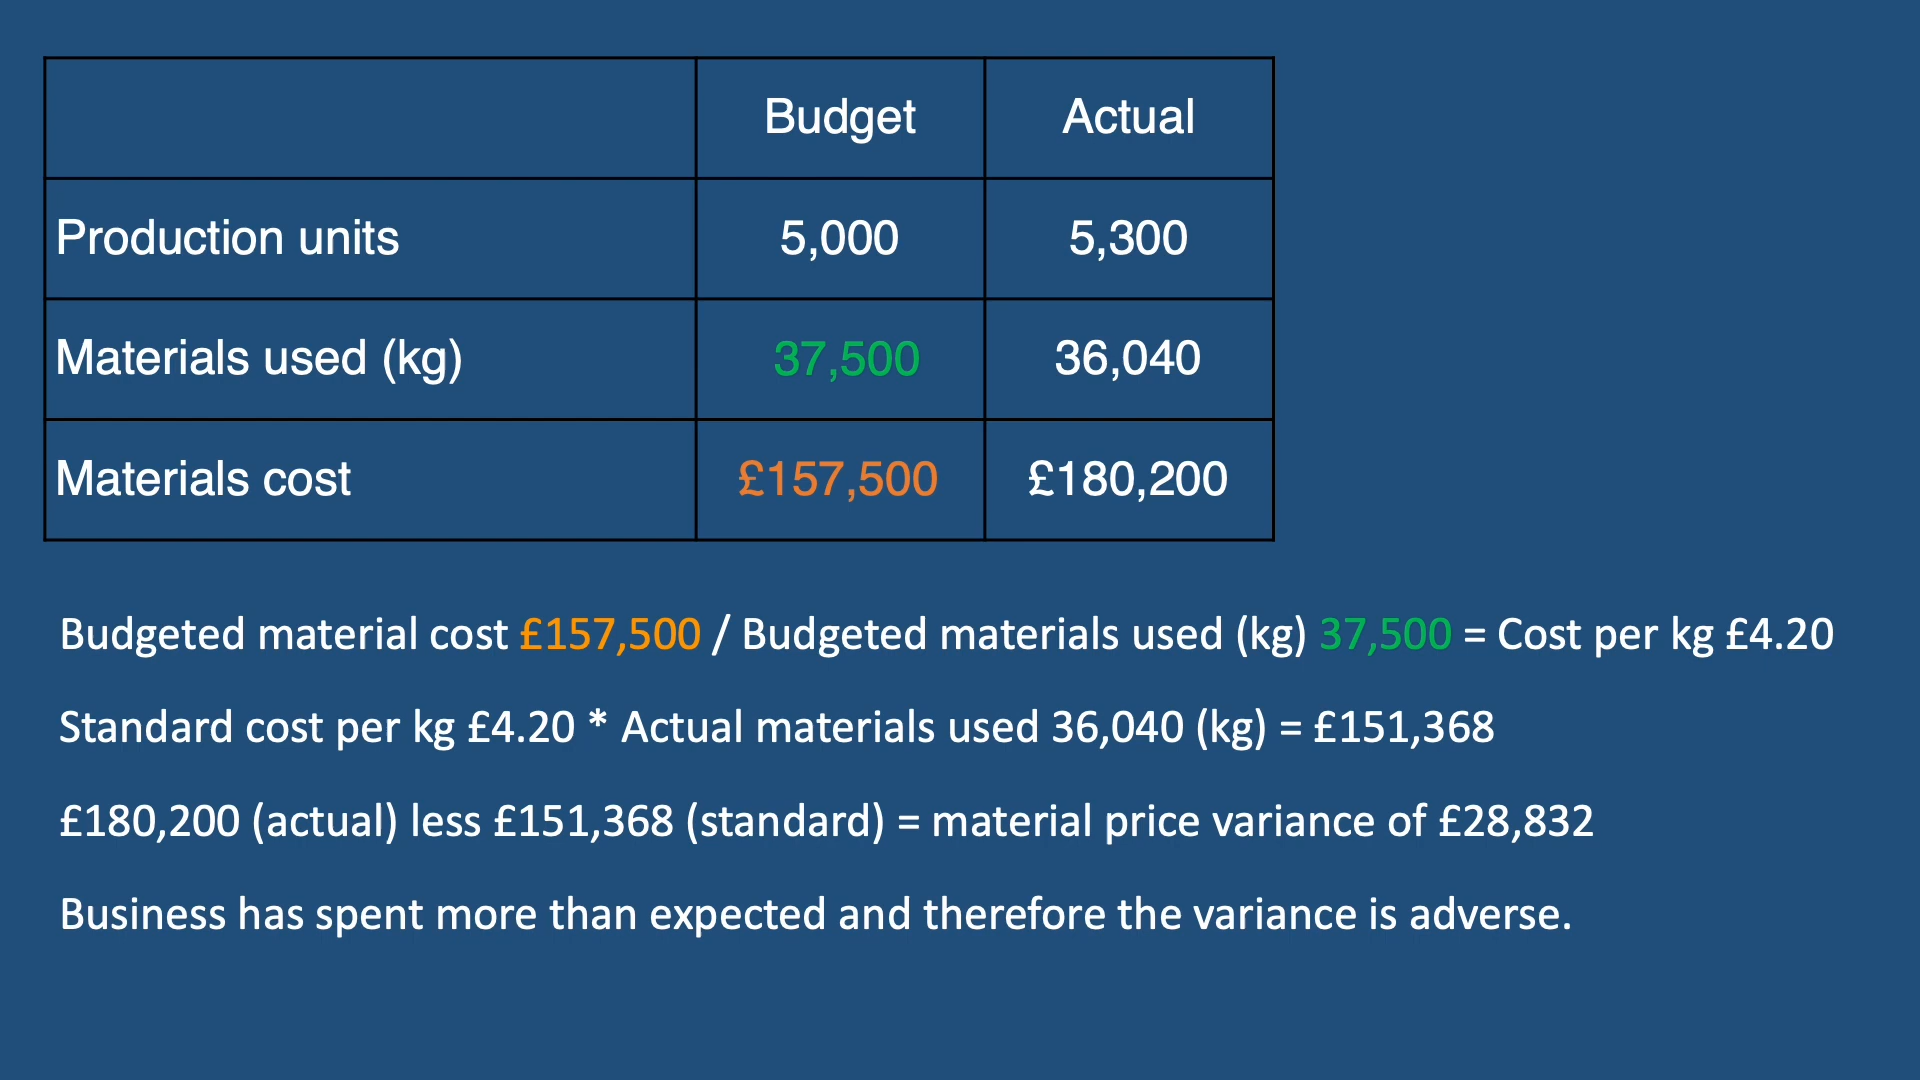 Budget Actual
Production units 5,000 5,300
Materials used (kg) 37,500 36,040
Materials cost £157,500 £180,200
Budgeted material cost £157,500 / Budgeted materials used (kg) 37,500 = Cost per kg £4.20
Standard cost per kg £4.20 * Actual materials used 36,040 (kg) = £151,368
£180,200 (actual) less £151,368 (standard) = material price variance of £28,832
Business has spent more than expected and therefore the variance is adverse.